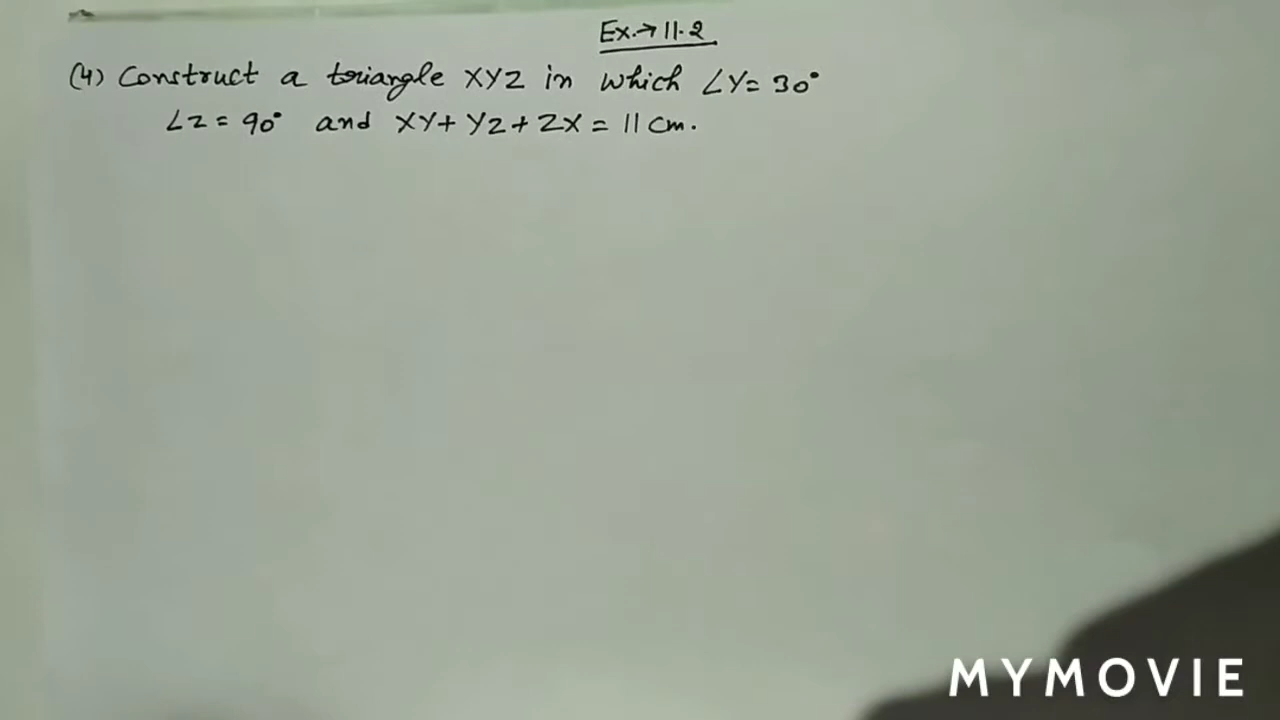 Ex.→ 11.2
(4) Construct a triangle XYZ in which ∠Y= 30°
∠Z = 90° and XY+ YZ + ZX = 11 cm.
MYMOVIE